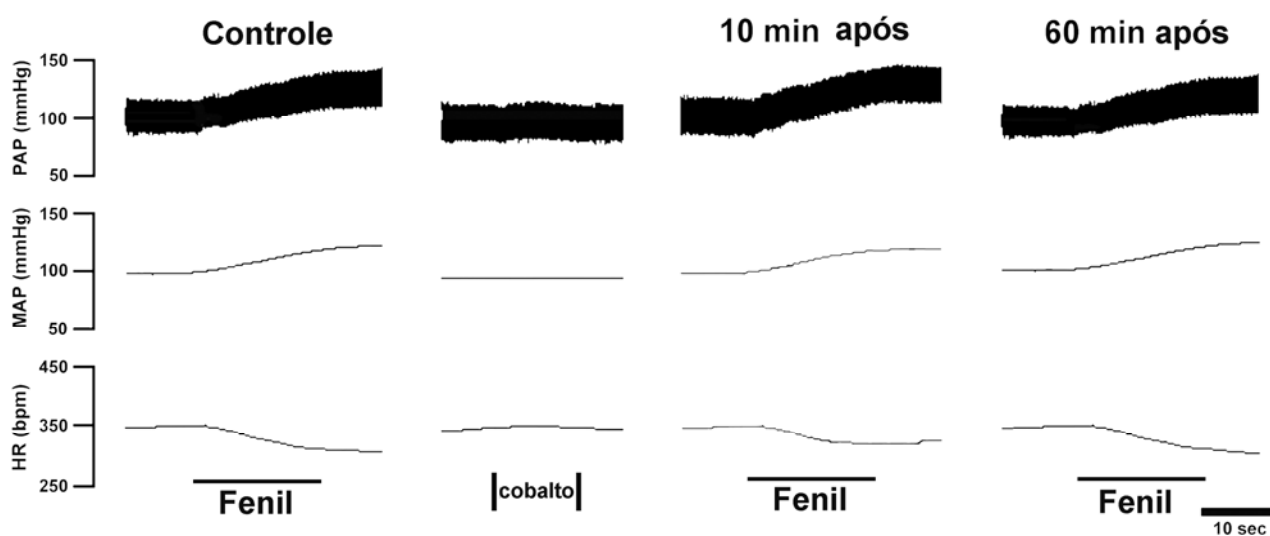 Controle
10 min após
60 min após
PAP (mmHg)
150
100
50
MAP (mmHg)
150
100
50
HR (bpm)
450
350
250
Fenil
cobalto
Fenil
Fenil
10 sec